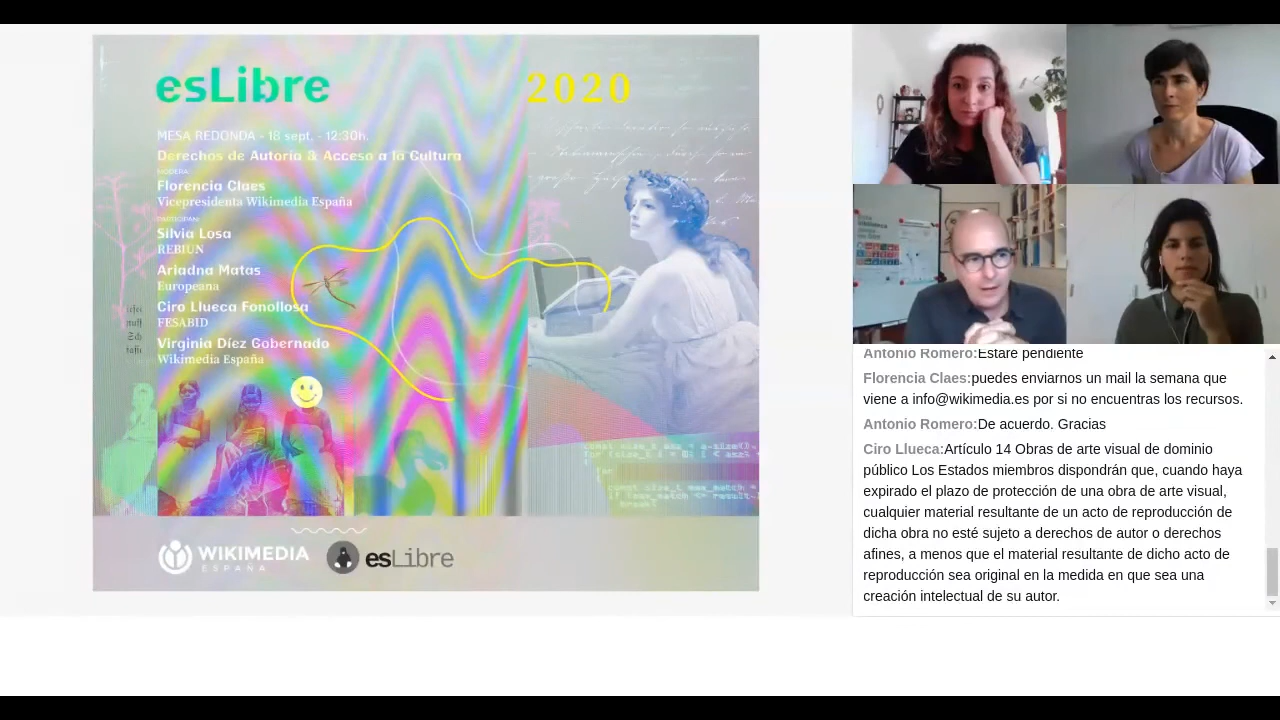 esLibre
2020
MESA REDONDA - 18 sept. - 12:30h.
Derechos de Autoría & Acceso a la Cultura
MODERA:
Florencia Claes
Vicepresidenta Wikimedia España
PARTICIPAN:
Silvia Losa
REBIUN
Ariadna Matas
Europeana
Ciro Llueca Fonollosa
FESABID
Virginia Díez Gobernado
Wikimedia España
WIKIMEDIA
ESPAÑA
esLibre
Antonio Romero:Estaré pendiente
Florencia Claes:puedes enviarnos un mail la semana que
viene a info@wikimedia.es por si no encuentras los recursos.
Antonio Romero:De acuerdo. Gracias
Ciro Llueca:Artículo 14 Obras de arte visual de dominio
público Los Estados miembros dispondrán que, cuando haya
expirado el plazo de protección de una obra de arte visual,
cualquier material resultante de un acto de reproducción de
dicha obra no esté sujeto a derechos de autor o derechos
afines, a menos que el material resultante de dicho acto de
reproducción sea original en la medida en que sea una
creación intelectual de su autor.